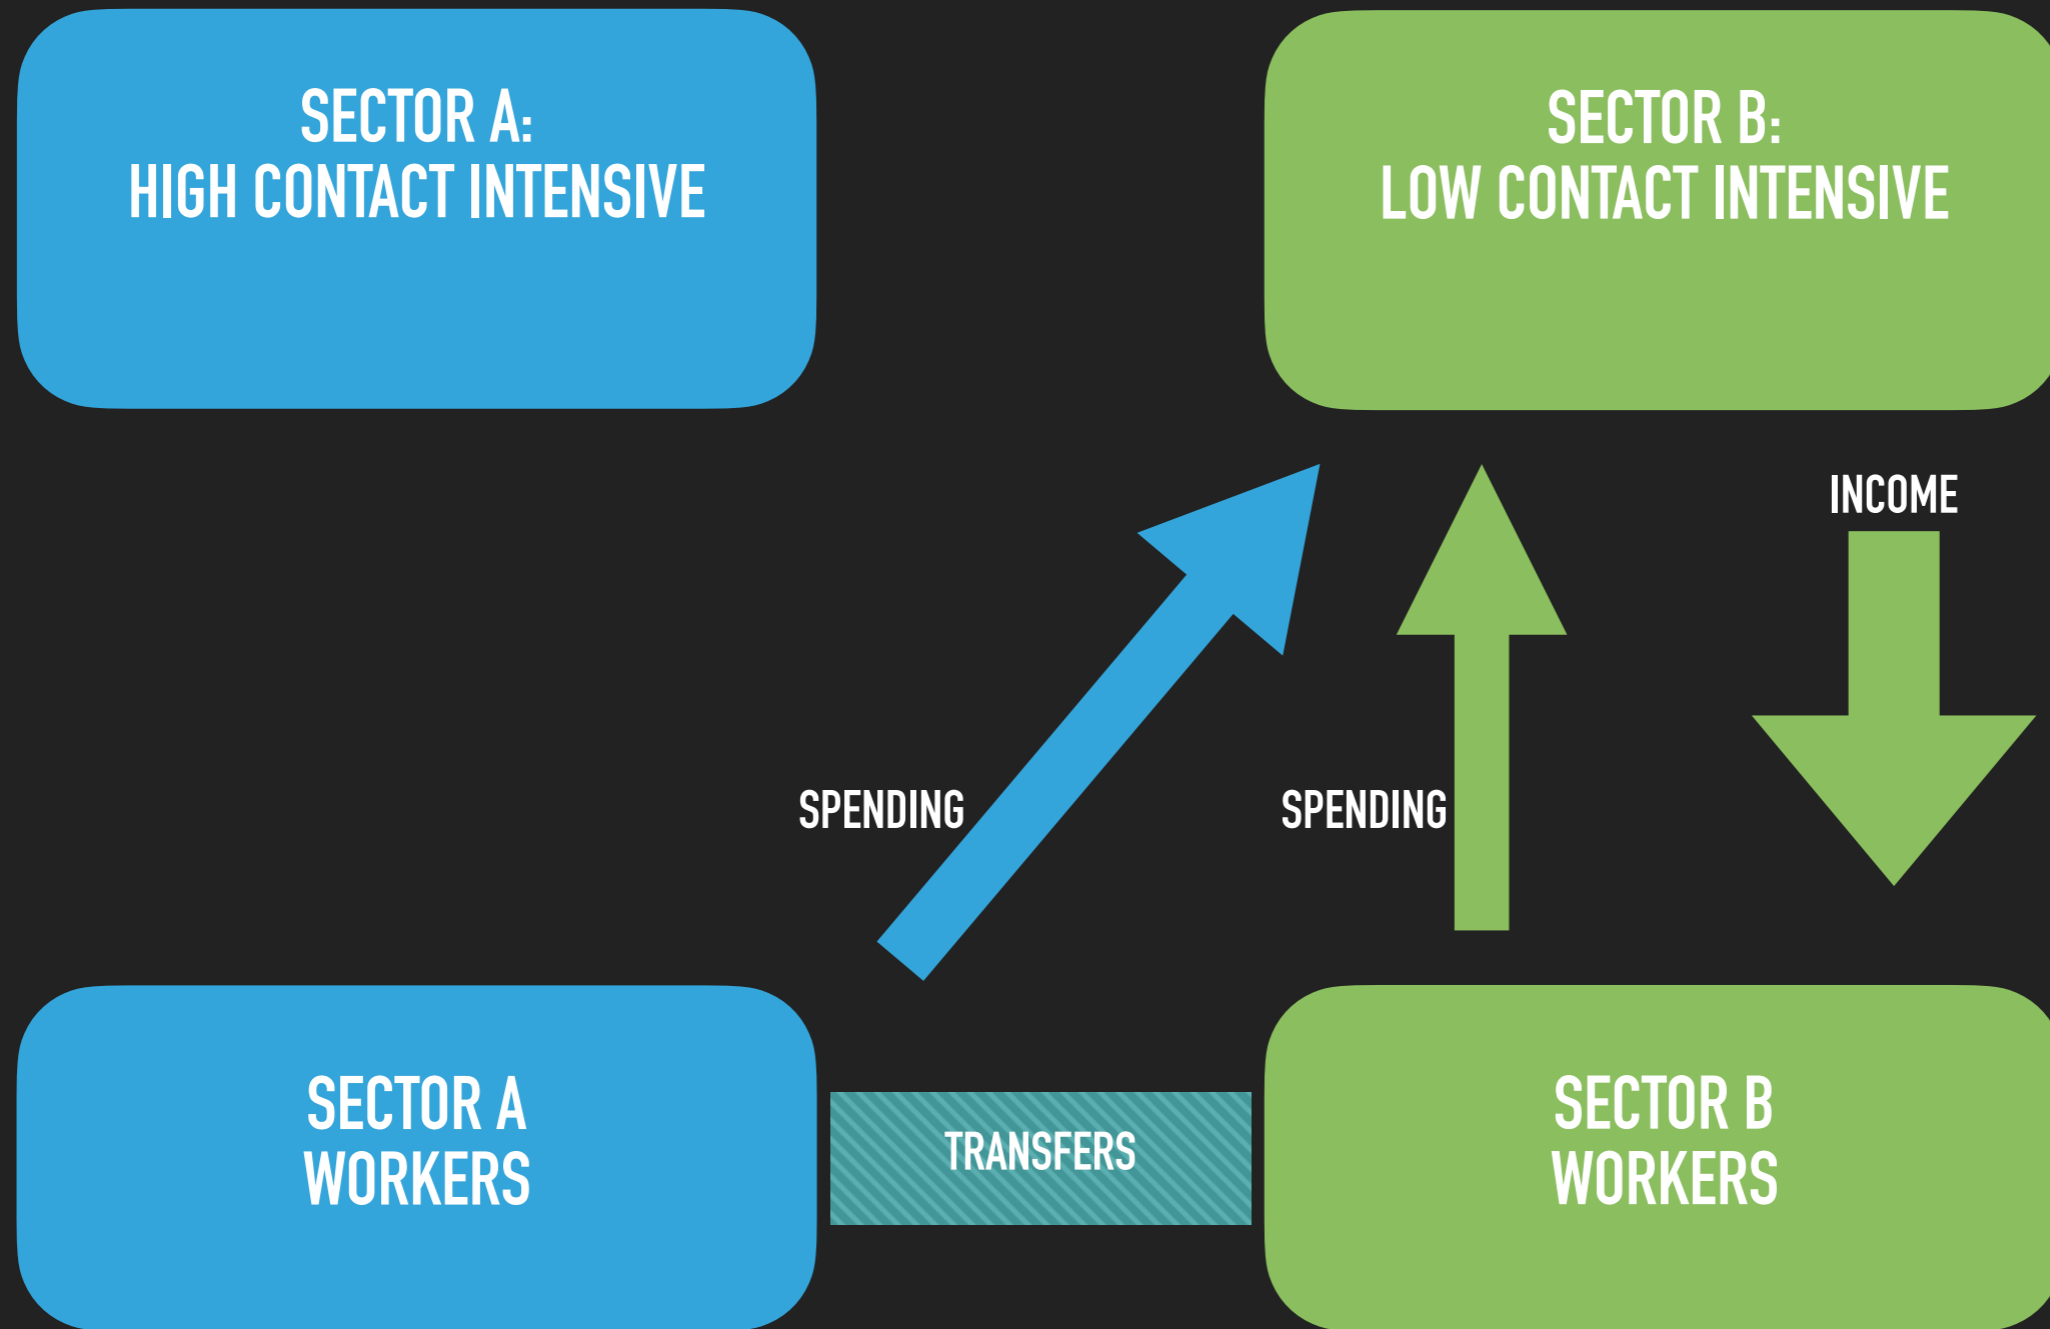 SECTOR A:
HIGH CONTACT INTENSIVE
SECTOR B:
LOW CONTACT INTENSIVE
INCOME
SPENDING
SPENDING
SECTOR A
WORKERS
TRANSFERS
SECTOR B
WORKERS